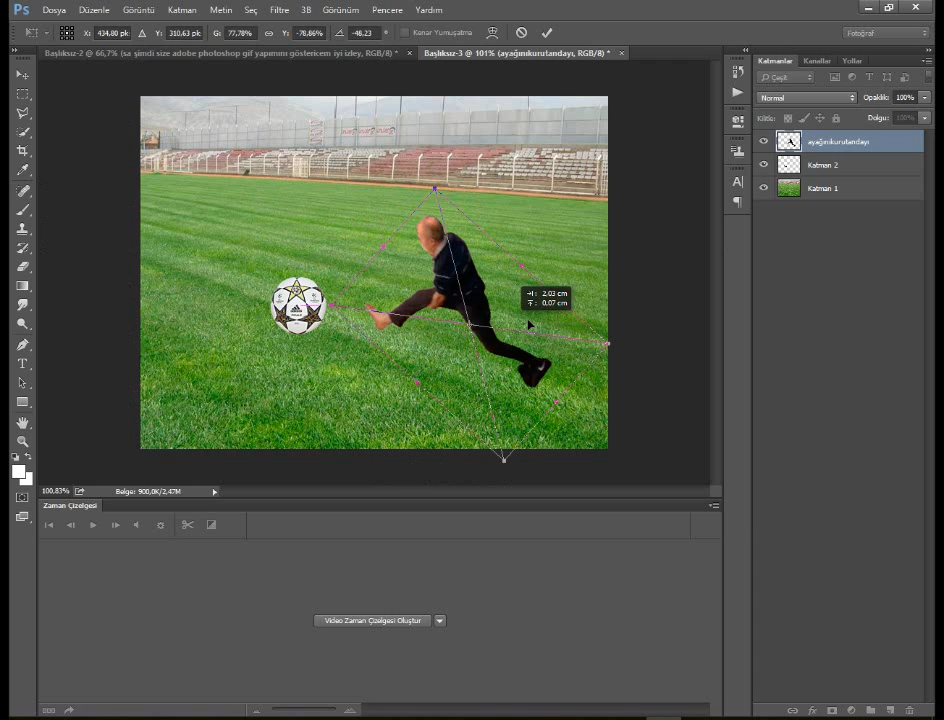 Ps Dosya Düzenle Görüntü Katman Metin Seç Filtre 3B Görünüm Pencere Yardım
X: 434,80 pk Y: 310,63 pk G: 77,78% Y: -78,86% -48,23 ° Kenar Yumuşatma Fotoğraf
Başlıksız-2 @ 66,7% (sa şimdi size adobe photoshop gif yapımını göstericem iyi izley, RGB/8) * × Başlıksız-3 @ 101% (ayağınıkurutandayı, RGB/8) * ×
Katmanlar Kanallar Yollar
Çeşit
Normal Opaklık: 100%
Kilitle: Dolgu: 100%
ayağınıkurutandayı
Katman 2
Katman 1
2.03 cm
0.07 cm
100,83% Belge: 900,0K/2,47M
Zaman Çizelgesi
Video Zaman Çizelgesi Oluştur